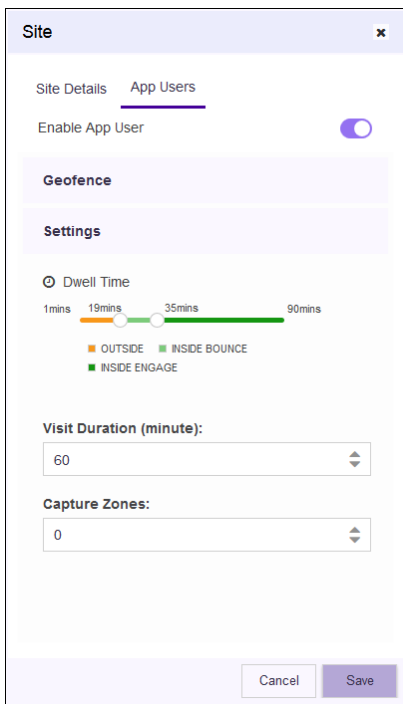 Site
Site Details App Users
Enable App User
Geofence
Settings
Dwell Time
1mins 19mins 35mins 90mins
OUTSIDE INSIDE BOUNCE
INSIDE ENGAGE
Visit Duration (minute):
60
Capture Zones:
0
Cancel Save